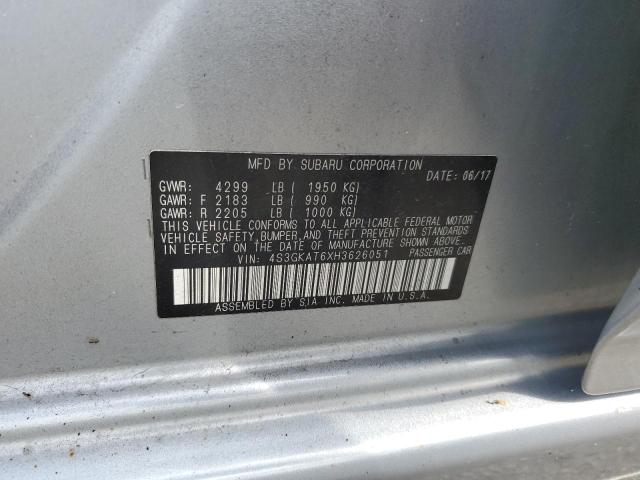 MFD BY SUBARU CORPORATION
DATE: 06/17
GVWR: 4299 LB ( 1950 KG)
GAWR: F 2183 LB ( 990 KG)
GAWR: R 2205 LB ( 1000 KG)
THIS VEHICLE CONFORMS TO ALL APPLICABLE FEDERAL MOTOR
VEHICLE SAFETY, BUMPER, AND THEFT PREVENTION STANDARDS
IN EFFECT ON THE DATE OF MANUFACTURE SHOWN ABOVE.
VIN: 4S3GKAT6XH3626051 PASSENGER CAR
ASSEMBLED BY SIA INC. MADE IN U.S.A.